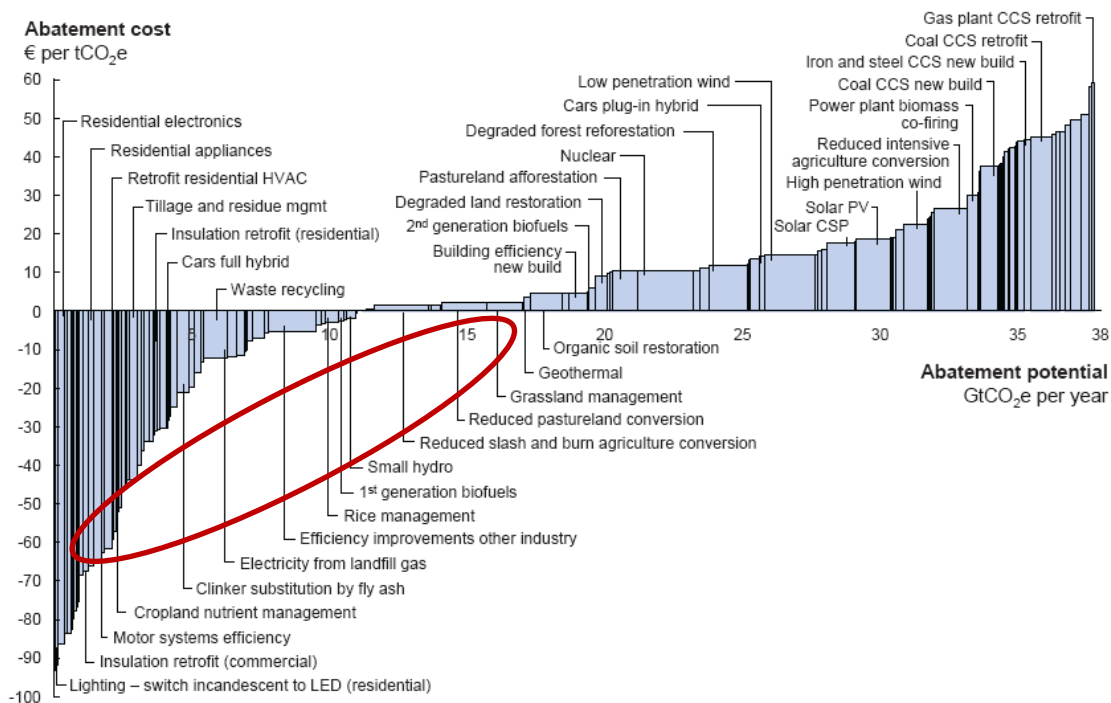 Abatement cost
€ per tCO2e
60
50
40
30
20
10
0
-10
-20
-30
-40
-50
-60
-70
-80
-90
-100
Gas plant CCS retrofit
Coal CCS retrofit
Iron and steel CCS new build
Coal CCS new build
Power plant biomass
co-firing
Reduced intensive
agriculture conversion
High penetration wind
Solar PV
Solar CSP
Low penetration wind
Cars plug-in hybrid
Degraded forest reforestation
Nuclear
Pastureland afforestation
Degraded land restoration
2nd generation biofuels
Building efficiency
new build
Residential electronics
Residential appliances
Retrofit residential HVAC
Tillage and residue mgmt
Insulation retrofit (residential)
Cars full hybrid
Waste recycling
5 10 15 20 25 30 35 38
Abatement potential
GtCO2e per year
Organic soil restoration
Geothermal
Grassland management
Reduced pastureland conversion
Reduced slash and burn agriculture conversion
Small hydro
1st generation biofuels
Rice management
Efficiency improvements other industry
Electricity from landfill gas
Clinker substitution by fly ash
Cropland nutrient management
Motor systems efficiency
Insulation retrofit (commercial)
Lighting – switch incandescent to LED (residential)